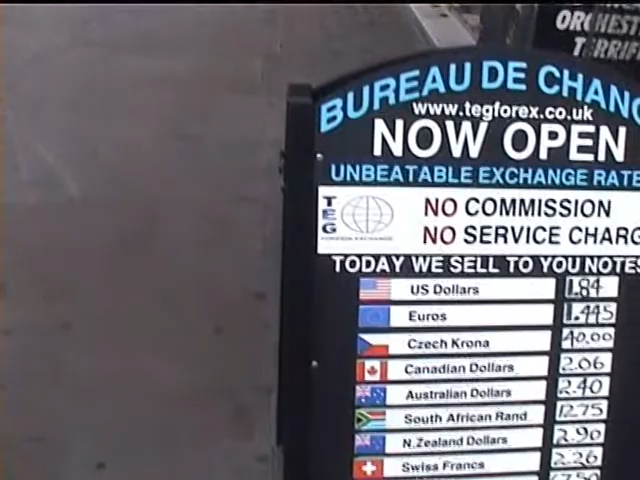 ORCHEST
TERRIF
BUREAU DE CHANG
www.tegforex.co.uk
NOW OPEN
UNBEATABLE EXCHANGE RATE
TEG
FOREIGN EXCHANGE
NO COMMISSION
NO SERVICE CHARG
TODAY WE SELL TO YOU NOTES
US Dollars 1.84
Euros 1.445
Czech Krona 40.00
Canadian Dollars 2.06
Australian Dollars 2.40
South African Rand 12.75
N.Zealand Dollars 2.90
Swiss Francs 2.26